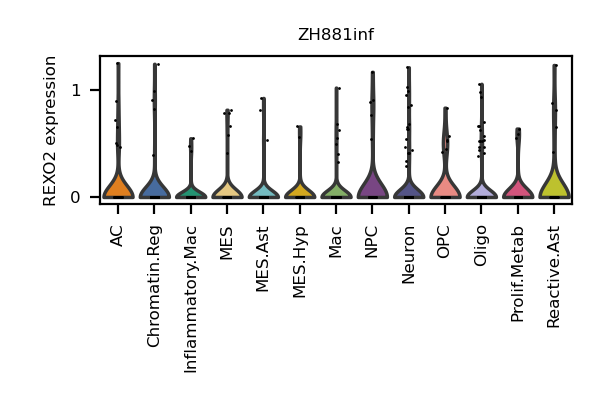 ZH881inf
REXO2 expression
1
0
AC
Chromatin.Reg
Inflammatory.Mac
MES
MES.Ast
MES.Hyp
Mac
NPC
Neuron
OPC
Oligo
Prolif.Metab
Reactive.Ast